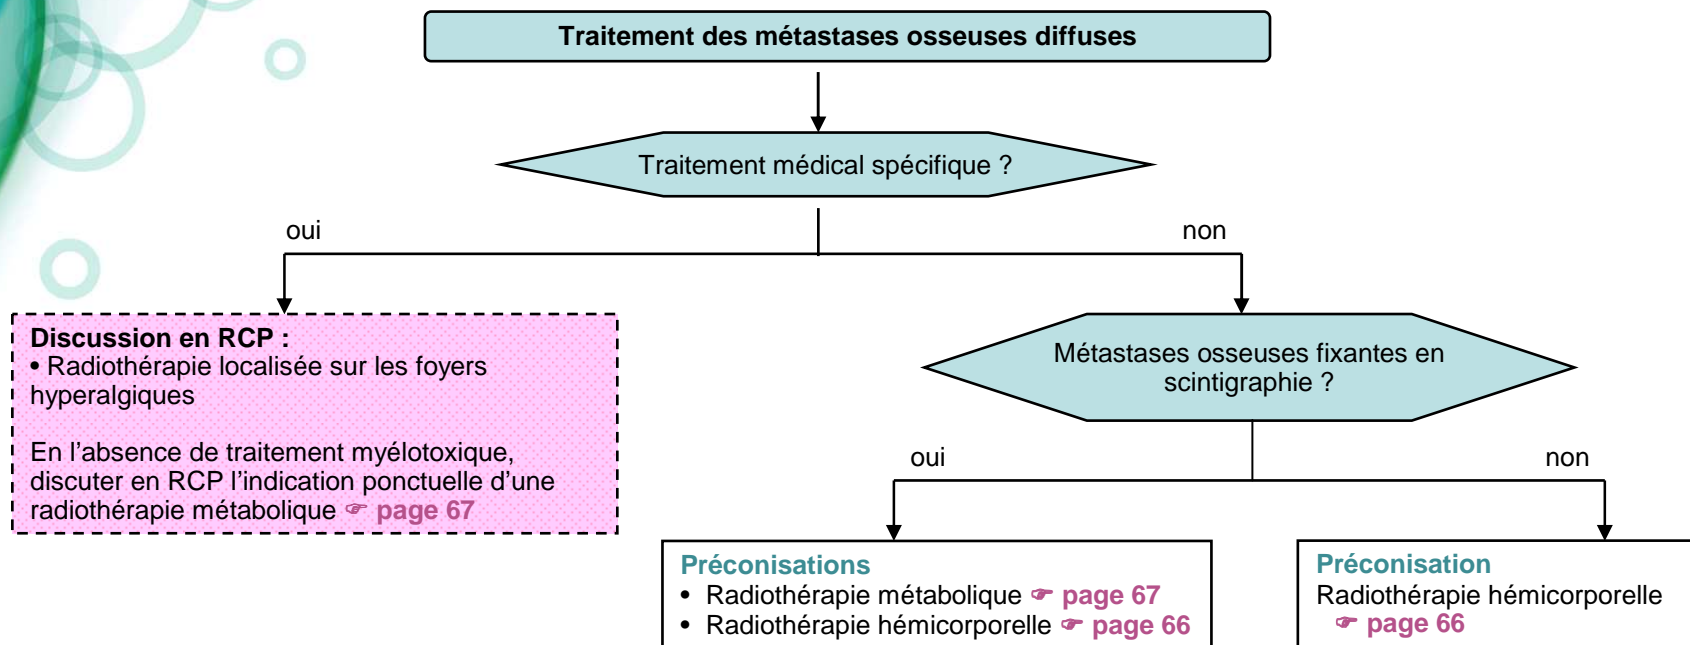 Traitement des métastases osseuses diffuses
Traitement médical spécifique ?
oui
non
Discussion en RCP :
• Radiothérapie localisée sur les foyers
hyperalgiques
En l'absence de traitement myélotoxique,
discuter en RCP l'indication ponctuelle d'une
radiothérapie métabolique ☞ page 67
Métastases osseuses fixantes en
scintigraphie ?
oui
non
Préconisations
• Radiothérapie métabolique ☞ page 67
• Radiothérapie hémicorporelle ☞ page 66
Préconisation
Radiothérapie hémicorporelle
☞ page 66